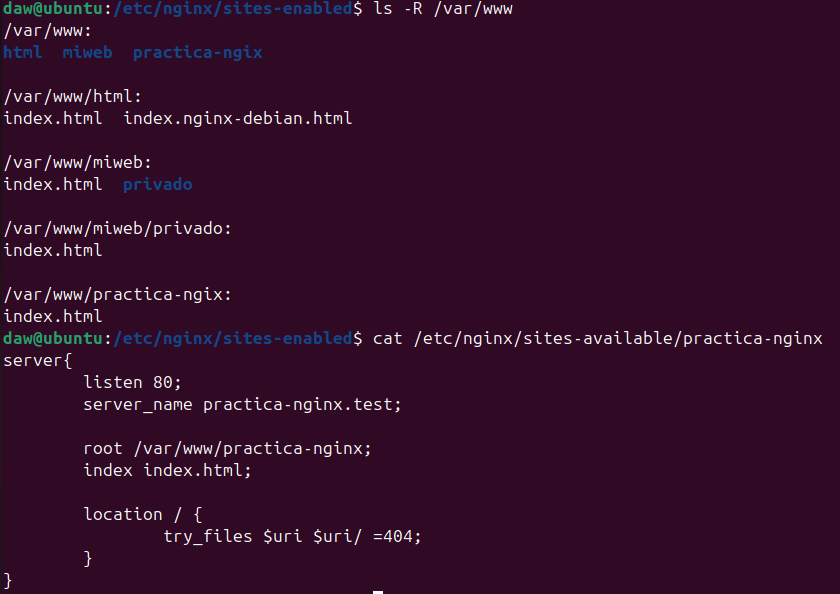 daw@ubuntu:/etc/nginx/sites-enabled$ ls -R /var/www
/var/www:
html  miweb  practica-ngix

/var/www/html:
index.html  index.nginx-debian.html

/var/www/miweb:
index.html  privado

/var/www/miweb/privado:
index.html

/var/www/practica-ngix:
index.html
daw@ubuntu:/etc/nginx/sites-enabled$ cat /etc/nginx/sites-available/practica-nginx
server{
        listen 80;
        server_name practica-nginx.test;

        root /var/www/practica-nginx;
        index index.html;

        location / {
                try_files $uri $uri/ =404;
        }
}